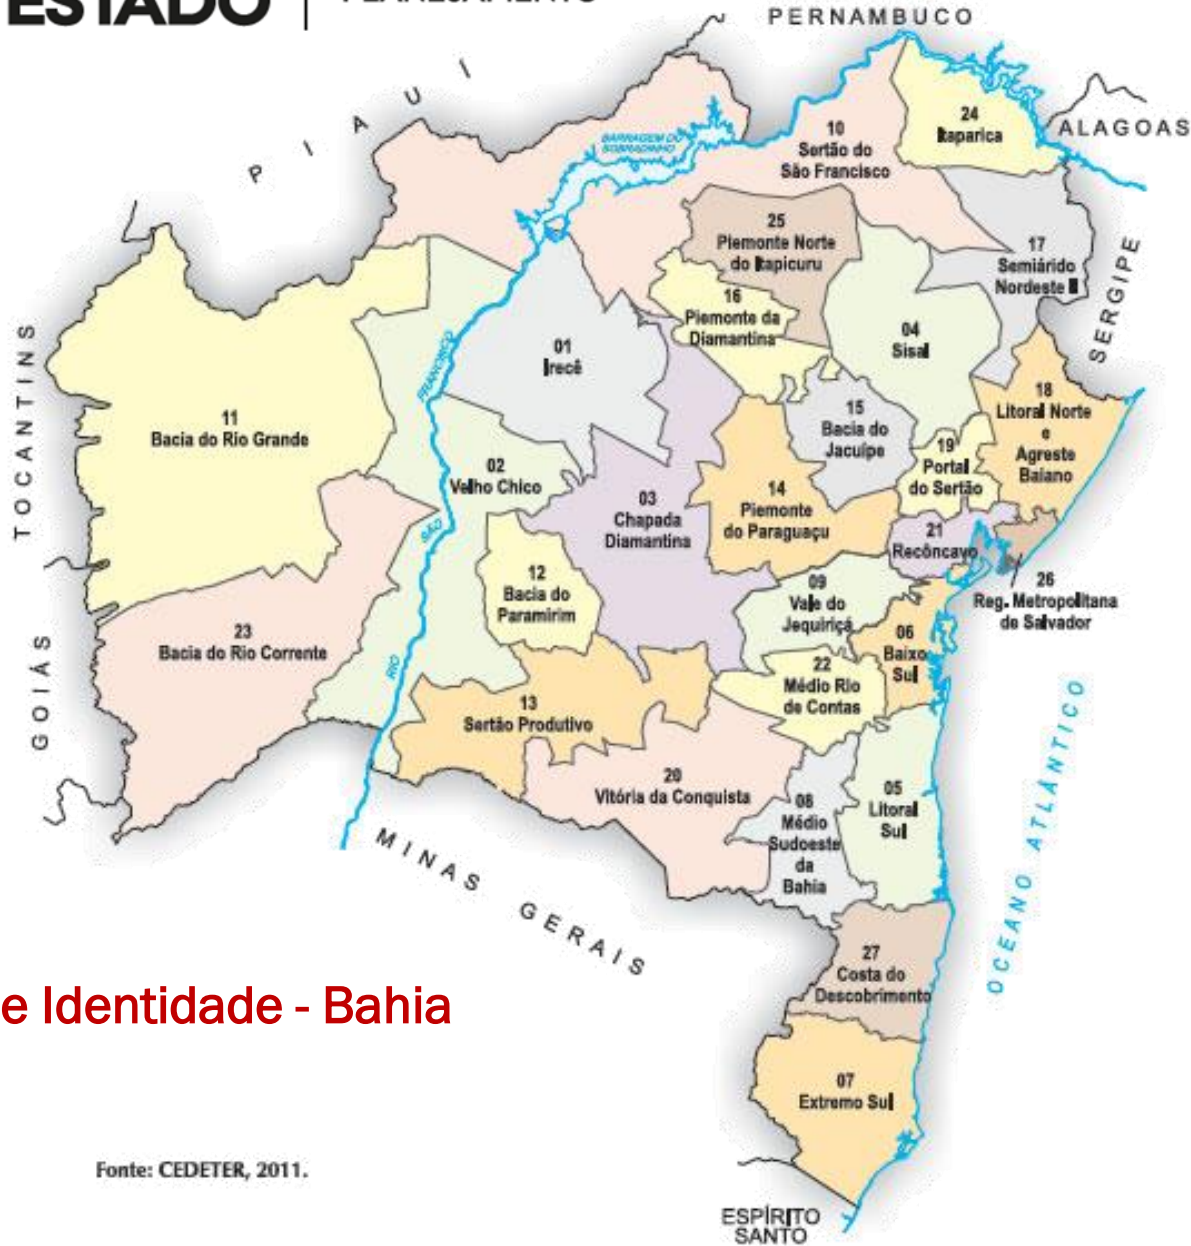 ESTADO
PERNAMBUCO
PIAUÍ
ALAGOAS
24
Itaparica
10
Sertão do
São Francisco
BARRAGEM DO
SOBRADINHO
25
Piemonte Norte
do Itapicuru
17
Semiárido
Nordeste II
SERGIPE
16
Piemonte da
Diamantina
04
Sisal
01
Irecê
TOCANTINS
11
Bacia do Rio Grande
15
Bacia do
Jacuípe
18
Litoral Norte
e
Agreste
Baiano
19
Portal
do Sertão
02
Velho Chico
03
Chapada
Diamantina
14
Piemonte
do Paraguaçu
21
Recôncavo
RIO SÃO FRANCISCO
12
Bacia do
Paramirim
09
Vale do
Jequiriçá
26
Reg. Metropolitana
de Salvador
GOIÁS
23
Bacia do Rio Corrente
06
Baixo
Sul
22
Médio Rio
de Contas
13
Sertão Produtivo
20
Vitória da Conquista
08
Médio
Sudoeste
da
Bahia
05
Litoral
Sul
OCEANO ATLÂNTICO
MINAS GERAIS
27
Costa do
Descobrimento
e Identidade - Bahia
07
Extremo Sul
Fonte: CEDETER, 2011.
ESPÍRITO
SANTO